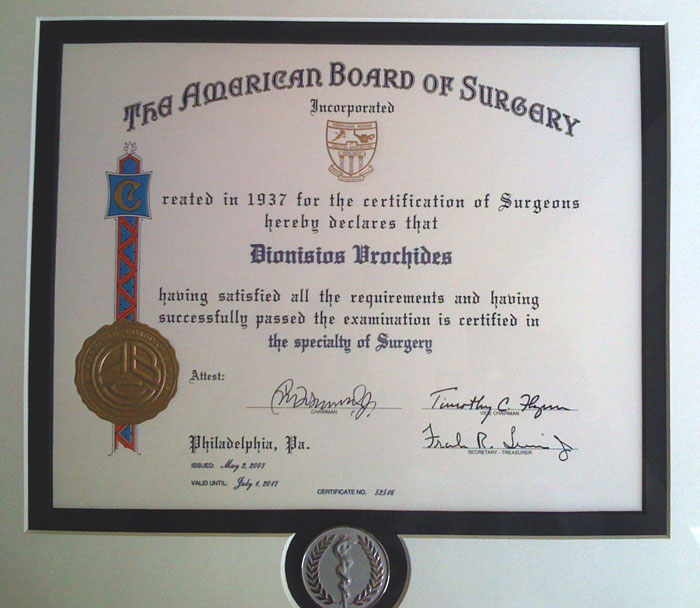 The American Board of Surgery
Incorporated
Created in 1937 for the certification of Surgeons
hereby declares that
Dionisios Vrochides
having satisfied all the requirements and having
successfully passed the examination is certified in
the specialty of Surgery
Attest:
CHAIRMAN
Timothy C. Flynn
VICE CHAIRMAN
Frank R. Lewis Jr
SECRETARY - TREASURER
Philadelphia, Pa.
ISSUED: May 2, 2007
VALID UNTIL: July 1, 2017
CERTIFICATE NO. 52516